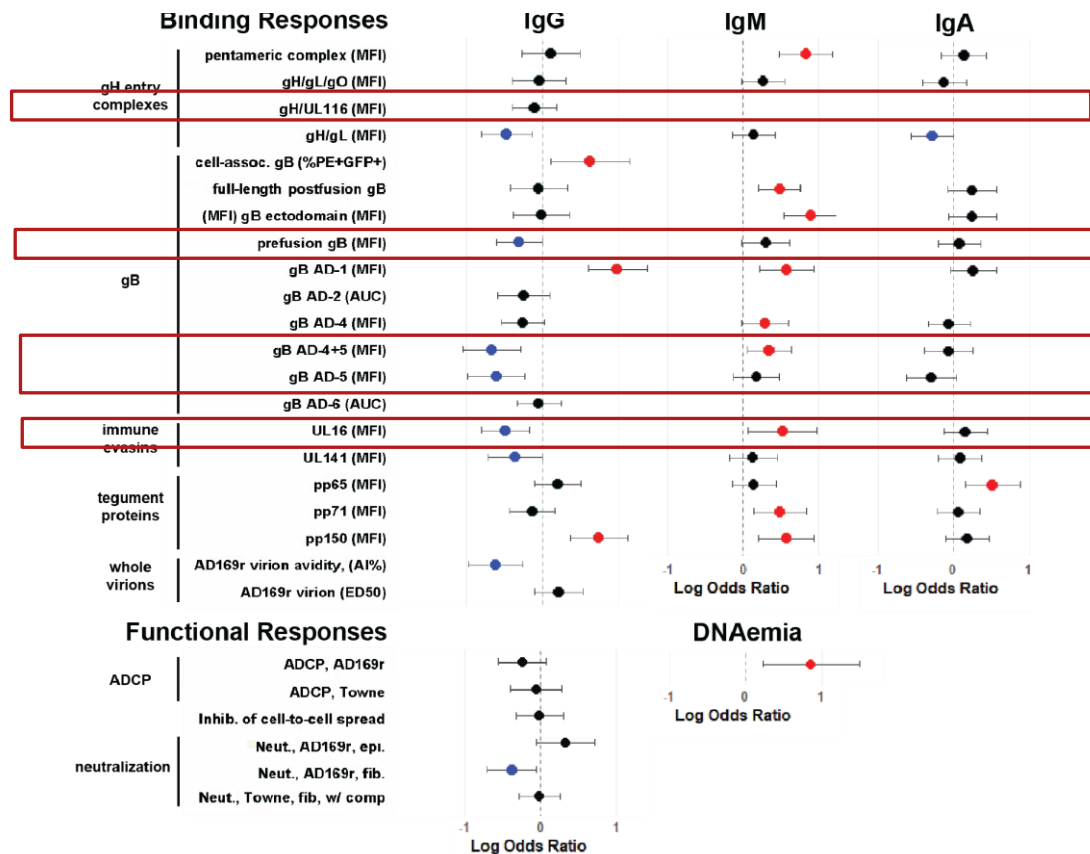 Binding Responses IgG IgM IgA
gH entry complexes
pentameric complex (MFI)
gH/gL/gO (MFI)
gH/UL116 (MFI)
gH/gL (MFI)
gB
cell-assoc. gB (%PE+GFP+)
full-length postfusion gB
(MFI) gB ectodomain (MFI)
prefusion gB (MFI)
gB AD-1 (MFI)
gB AD-2 (AUC)
gB AD-4 (MFI)
gB AD-4+5 (MFI)
gB AD-5 (MFI)
gB AD-6 (AUC)
immune evasins
UL16 (MFI)
UL141 (MFI)
tegument proteins
pp65 (MFI)
pp71 (MFI)
pp150 (MFI)
whole virions
AD169r virion avidity, (AI%)
AD169r virion (ED50)
-1 0 1 -1 0 1
Log Odds Ratio Log Odds Ratio
Functional Responses DNAemia
ADCP
ADCP, AD169r
ADCP, Towne
Inhib. of cell-to-cell spread
neutralization
Neut., AD169r, epi.
Neut., AD169r, fib.
Neut., Towne, fib, w/ comp
-1 0 1
Log Odds Ratio
-1 0 1
Log Odds Ratio